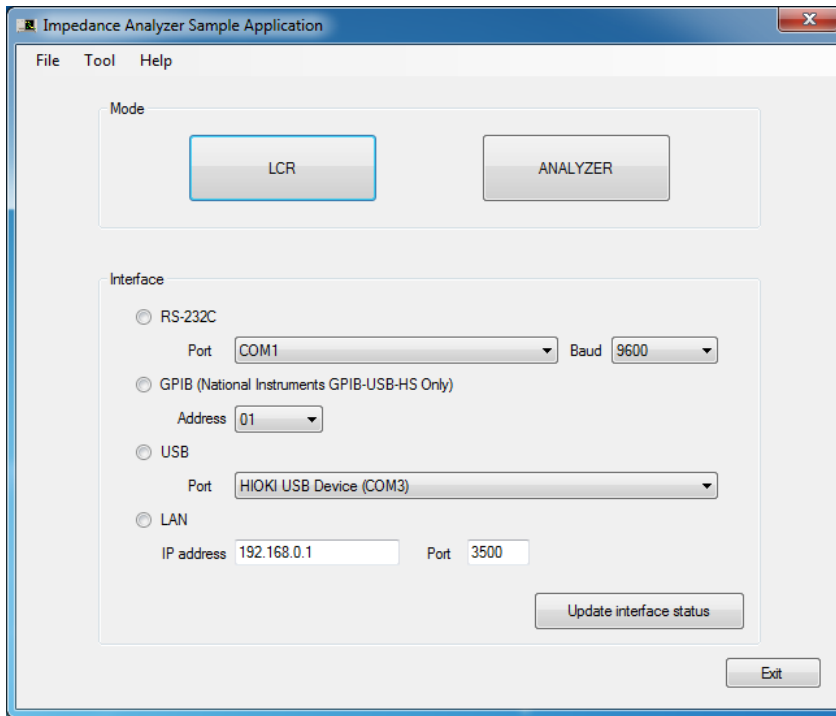 Impedance Analyzer Sample Application
File Tool Help
Mode
LCR ANALYZER
Interface
RS-232C
Port COM1 Baud 9600
GPIB (National Instruments GPIB-USB-HS Only)
Address 01
USB
Port HIOKI USB Device (COM3)
LAN
IP address 192.168.0.1 Port 3500
Update interface status
Exit